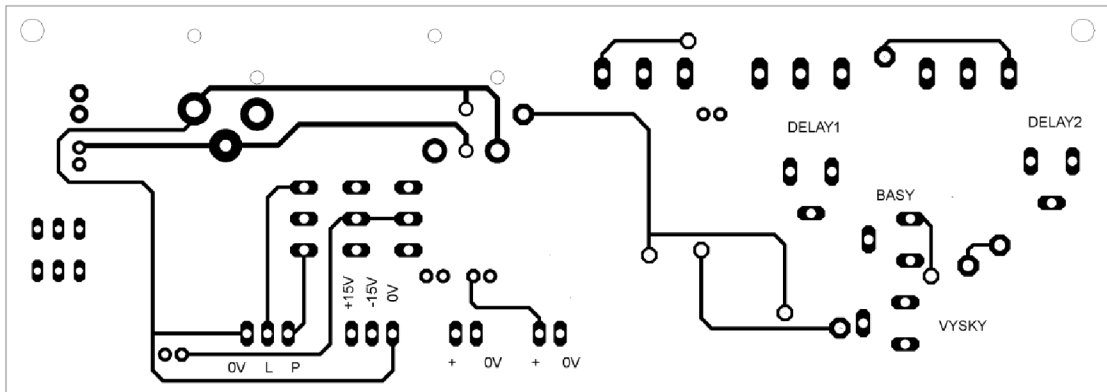 DELAY1
DELAY2
BASY
+15V
-15V
0V
VYSKY
0V L P
+ 0V + 0V